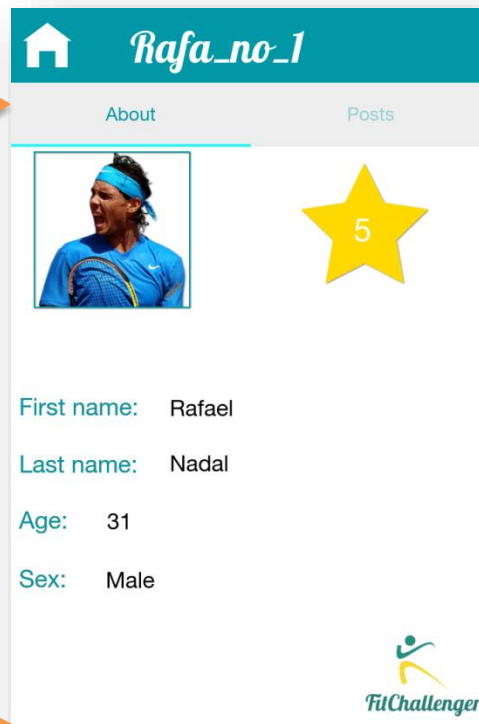 Rafa_no_1
About Posts
5
First name: Rafael
Last name: Nadal
Age: 31
Sex: Male
FitChallenger